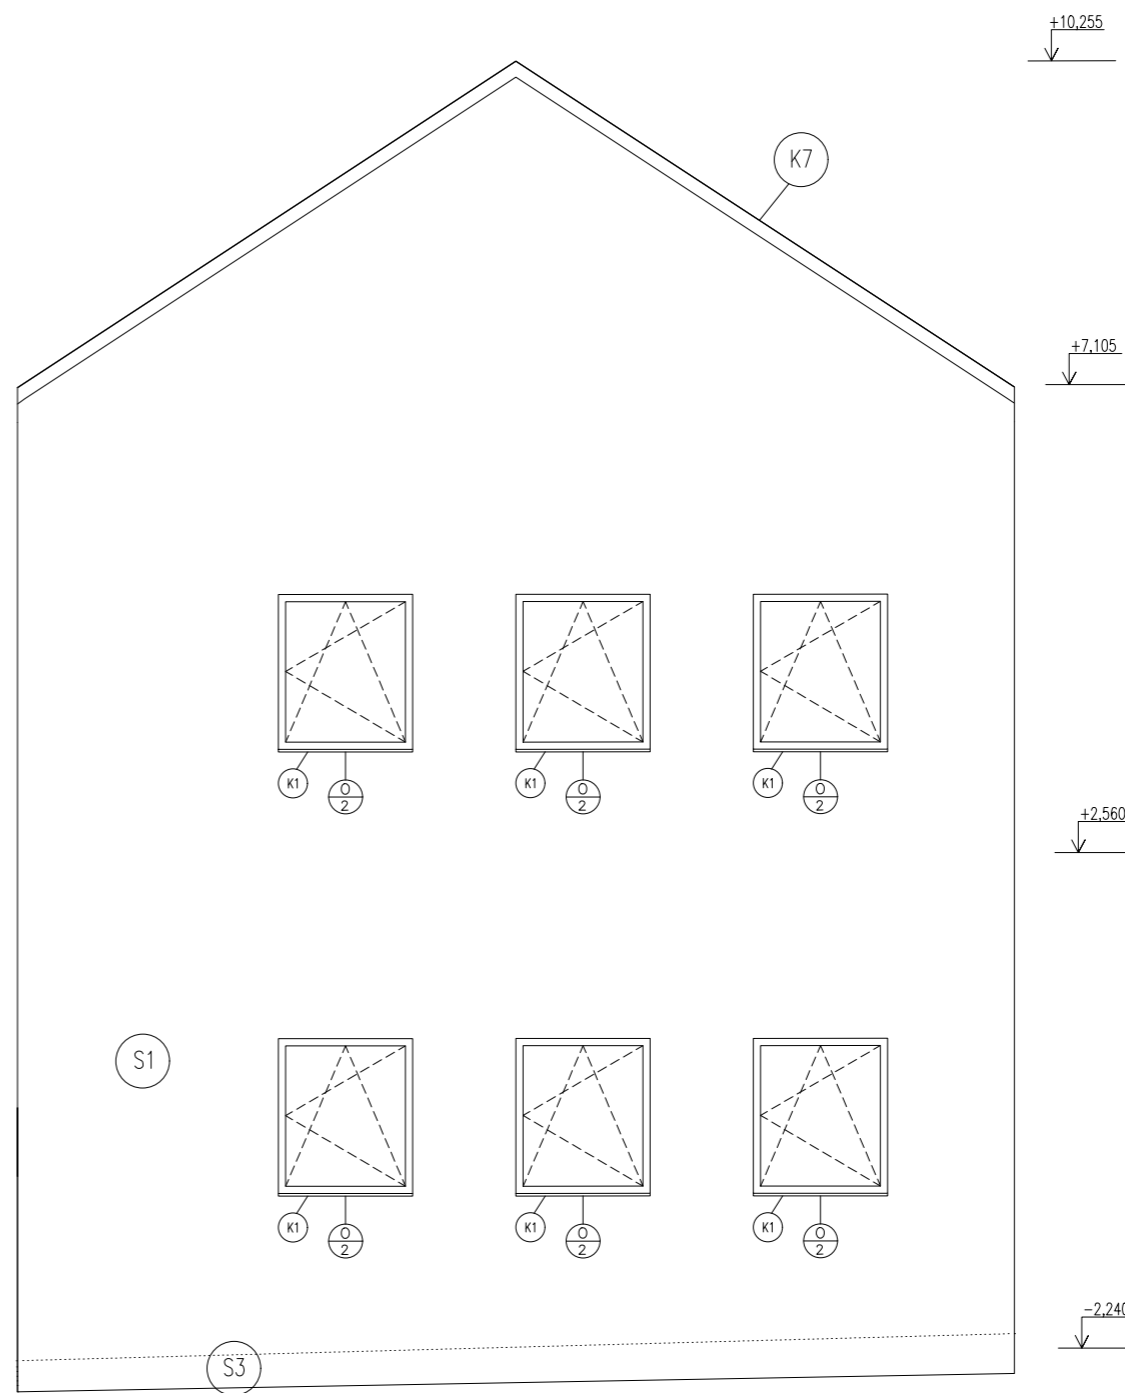 +10,255
K7
+7,105
K1 O 2 K1 O 2 K1 O 2
+2,560
S1
K1 O 2 K1 O 2 K1 O 2
-2,240
S3